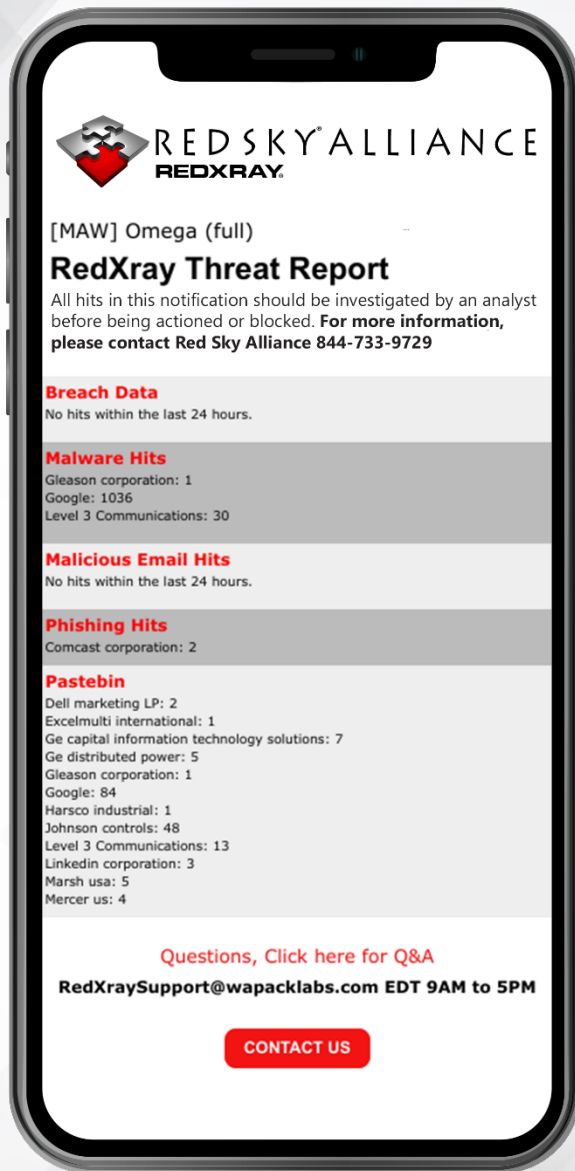 RED SKY® ALLIANCE
REDXRAY®
[MAW] Omega (full)
RedXray Threat Report
All hits in this notification should be investigated by an analyst
before being actioned or blocked. For more information,
please contact Red Sky Alliance 844-733-9729
Breach Data
No hits within the last 24 hours.
Malware Hits
Gleason corporation: 1
Google: 1036
Level 3 Communications: 30
Malicious Email Hits
No hits within the last 24 hours.
Phishing Hits
Comcast corporation: 2
Pastebin
Dell marketing LP: 2
Excelmulti international: 1
Ge capital information technology solutions: 7
Ge distributed power: 5
Gleason corporation: 1
Google: 84
Harsco industrial: 1
Johnson controls: 48
Level 3 Communications: 13
Linkedin corporation: 3
Marsh usa: 5
Mercer us: 4
Questions, Click here for Q&A
RedXraySupport@wapacklabs.com EDT 9AM to 5PM
CONTACT US